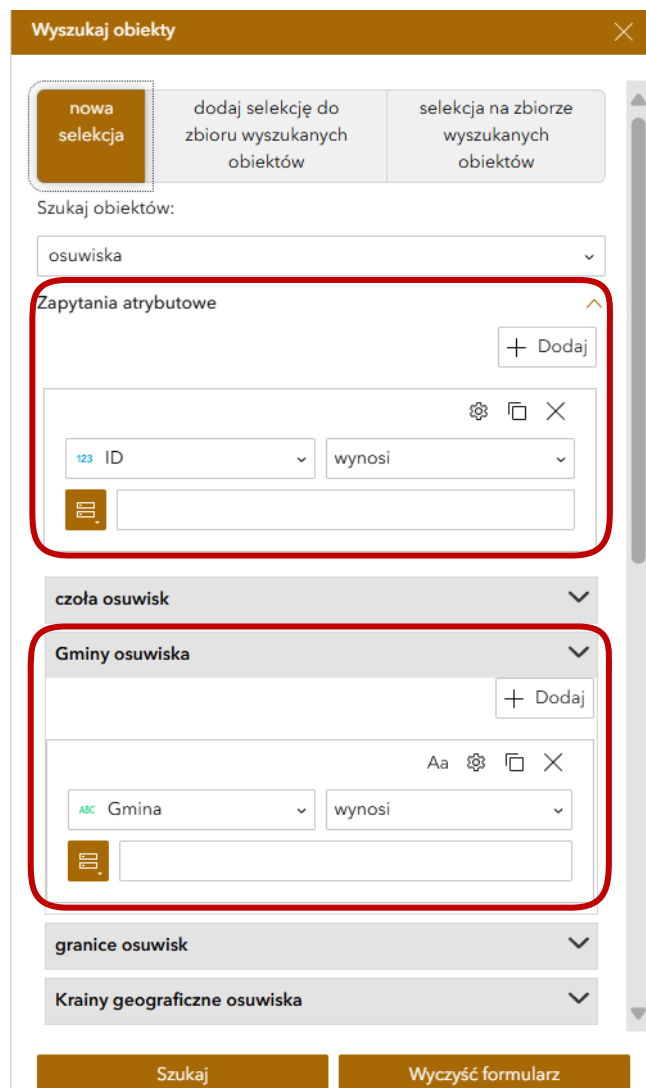 Wyszukaj obiekty
nowa
selekcja
dodaj selekcję do
zbioru wyszukanych
obiektów
selekcja na zbiorze
wyszukanych
obiektów
Szukaj obiektów:
osuwiska
Zapytania atrybutowe
+ Dodaj
123 ID
wynosi
czoła osuwisk
Gminy osuwiska
+ Dodaj
Aa
ABC Gmina
wynosi
granice osuwisk
Krainy geograficzne osuwiska
Szukaj
Wyczyść formularz